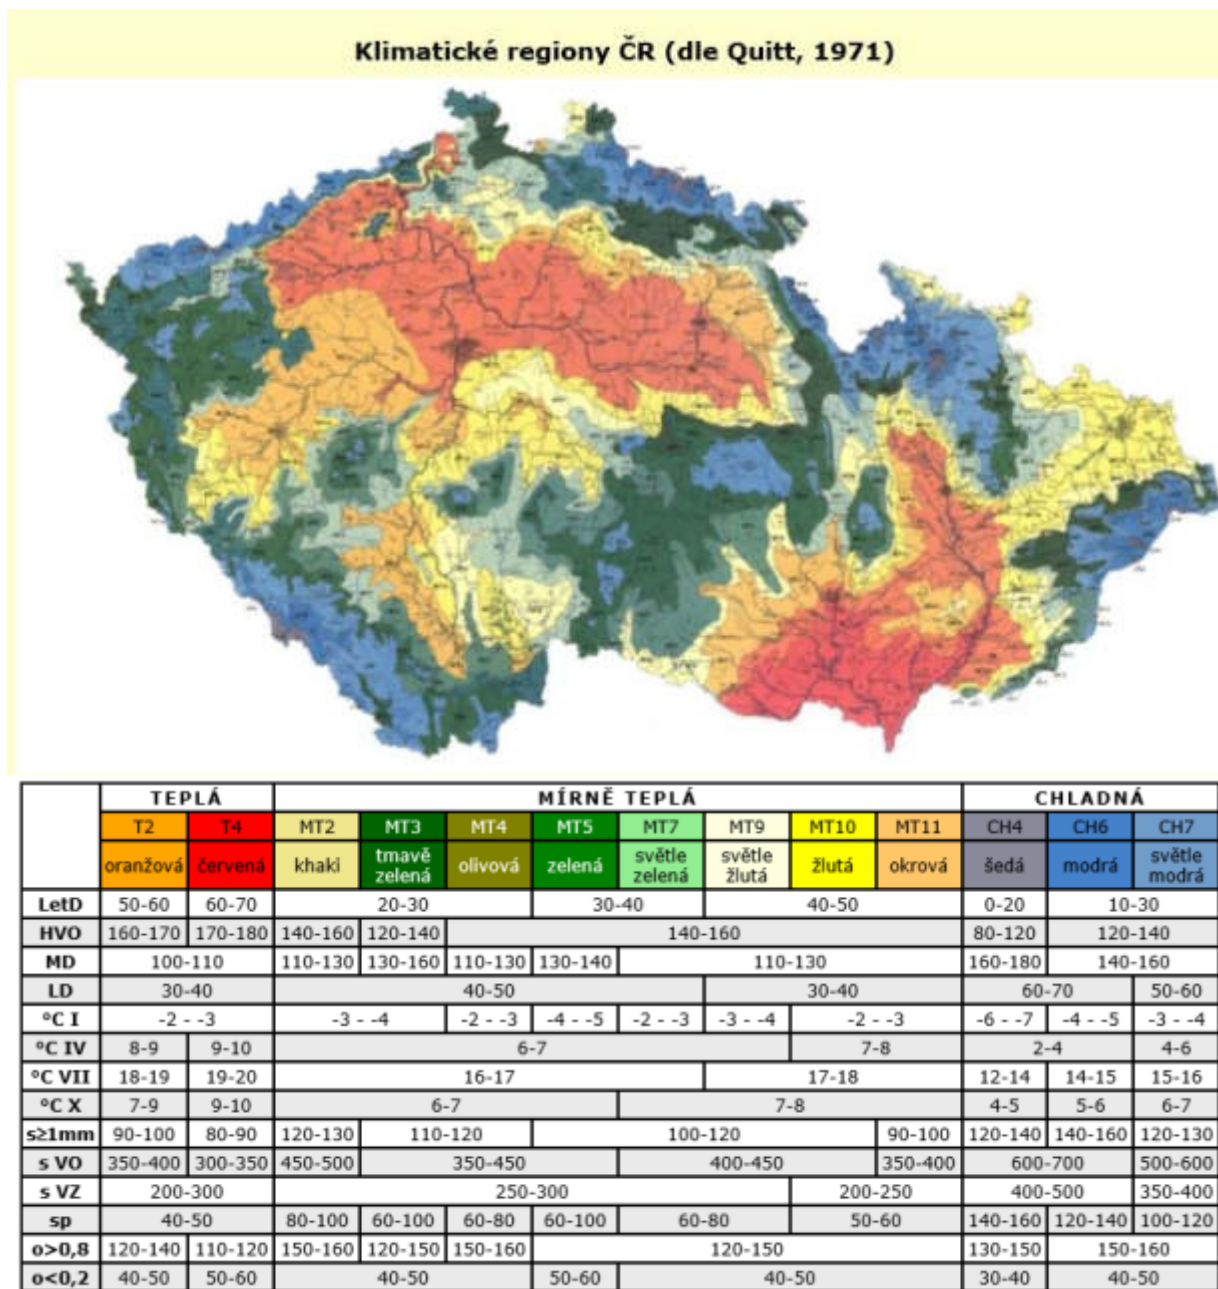 Klimatické regiony ČR (dle Quitt, 1971)
TEPLÁ MÍRNĚ TEPLÁ CHLADNÁ
T2 T4 MT2 MT3 MT4 MT5 MT7 MT9 MT10 MT11 CH4 CH6 CH7
oranžová červená khaki tmavě zelená olivová zelená světle zelená světle žlutá žlutá okrová šedá modrá světle modrá
LetD 50-60 60-70 20-30 30-40 40-50 0-20 10-30
HVO 160-170 170-180 140-160 120-140 140-160 80-120 120-140
MD 100-110 110-130 130-160 110-130 130-140 110-130 160-180 140-160
LD 30-40 40-50 30-40 60-70 50-60
°C I -2 - -3 -3 - -4 -2 - -3 -4 - -5 -2 - -3 -3 - -4 -2 - -3 -6 - -7 -4 - -5 -3 - -4
°C IV 8-9 9-10 6-7 7-8 2-4 4-6
°C VII 18-19 19-20 16-17 17-18 12-14 14-15 15-16
°C X 7-9 9-10 6-7 7-8 4-5 5-6 6-7
s≥1mm 90-100 80-90 120-130 110-120 100-120 90-100 120-140 140-160 120-130
s VO 350-400 300-350 450-500 350-450 400-450 350-400 600-700 500-600
s VZ 200-300 250-300 200-250 400-500 350-400
sp 40-50 80-100 60-100 60-80 60-100 60-80 50-60 140-160 120-140 100-120
o>0,8 120-140 110-120 150-160 120-150 150-160 120-150 130-150 150-160
o<0,2 40-50 50-60 40-50 50-60 40-50 30-40 40-50